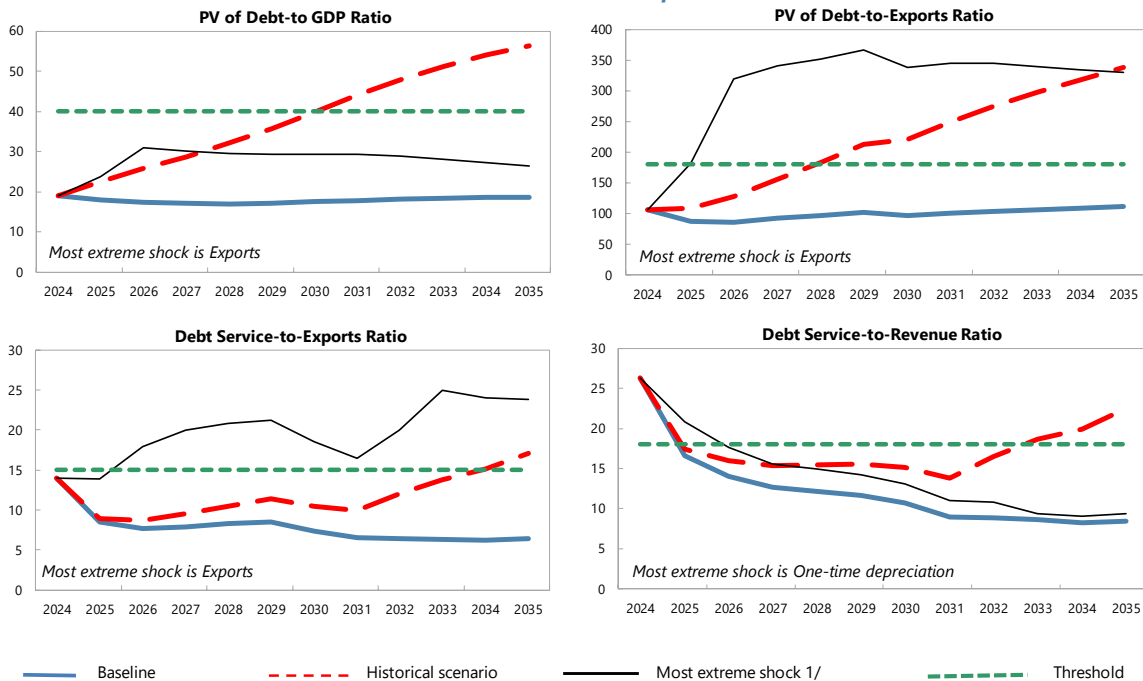 PV of Debt-to GDP Ratio
60
50
40
30
20
10
0
Most extreme shock is Exports
2024 2025 2026 2027 2028 2029 2030 2031 2032 2033 2034 2035
PV of Debt-to-Exports Ratio
400
350
300
250
200
150
100
50
0
Most extreme shock is Exports
2024 2025 2026 2027 2028 2029 2030 2031 2032 2033 2034 2035
Debt Service-to-Exports Ratio
30
25
20
15
10
5
0
Most extreme shock is Exports
2024 2025 2026 2027 2028 2029 2030 2031 2032 2033 2034 2035
Debt Service-to-Revenue Ratio
30
25
20
15
10
5
0
Most extreme shock is One-time depreciation
2024 2025 2026 2027 2028 2029 2030 2031 2032 2033 2034 2035
Baseline Historical scenario Most extreme shock 1/ Threshold